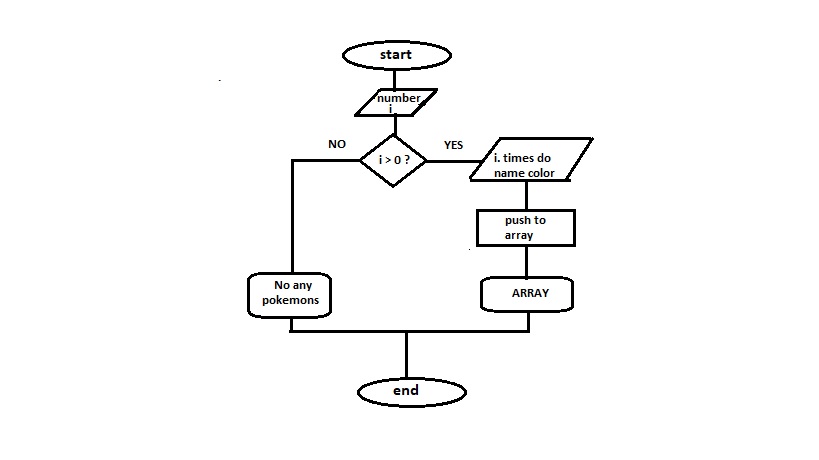 start
number
i
NO
i > 0 ?
YES
i. times do
name color
push to
array
No any
pokemons
ARRAY
end